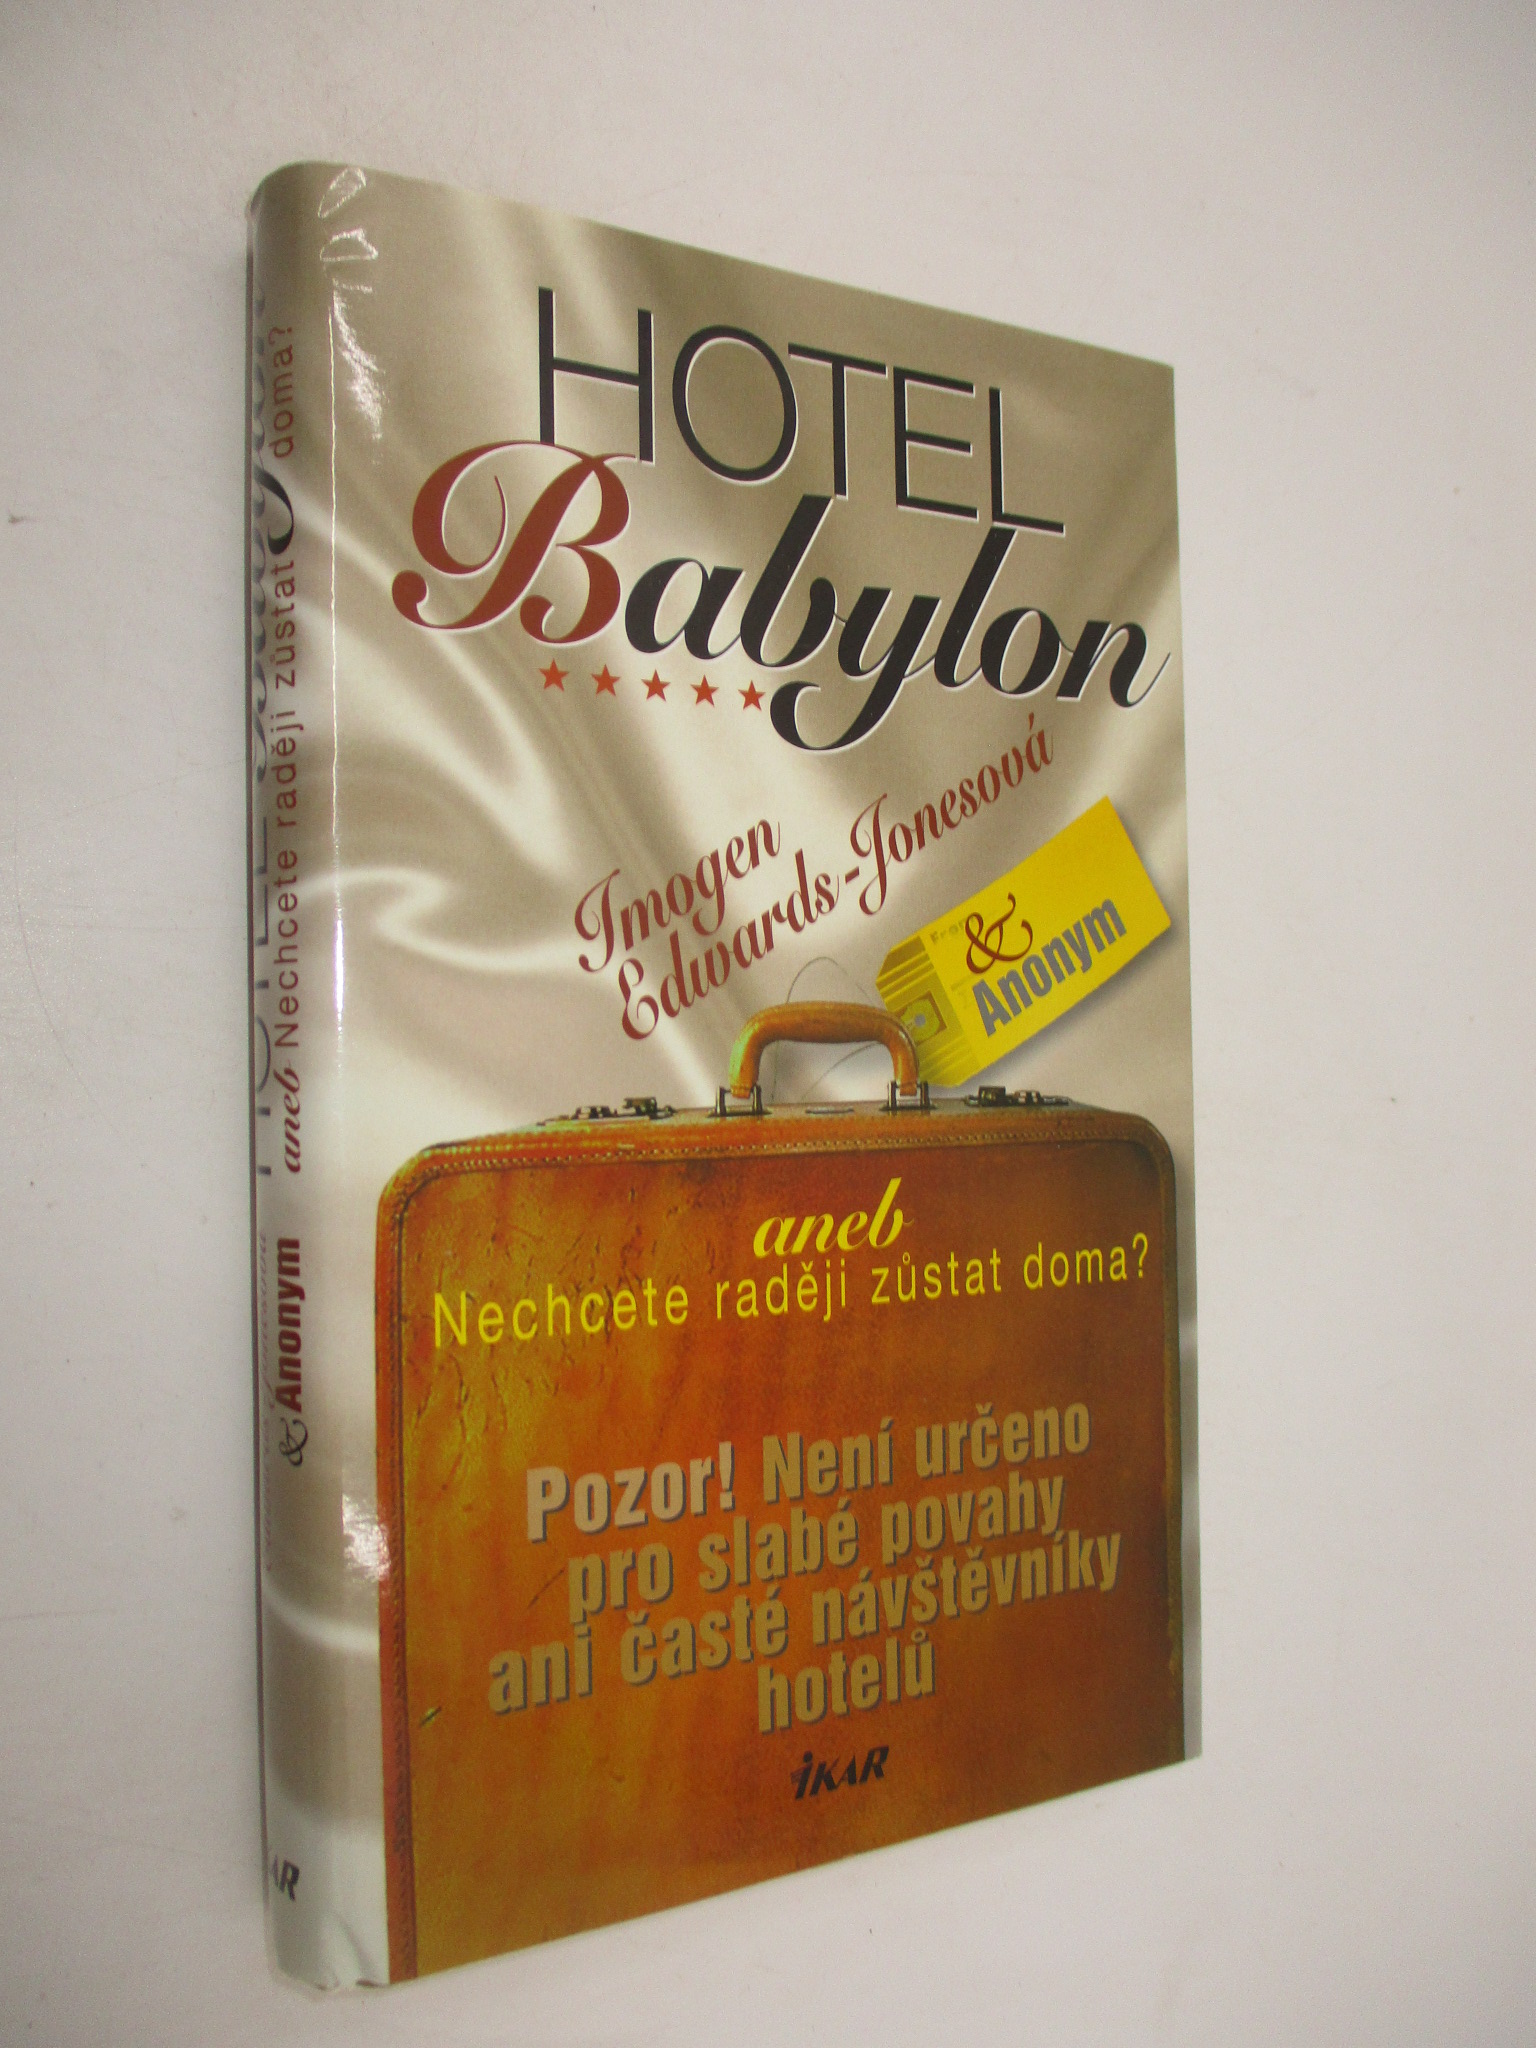 HOTEL
Babylon
Imogen
Edwards-Jonesová
&
Anonym
aneb
Nechcete raději zůstat doma?
Pozor! Není určeno
pro slabé povahy
ani časté návštěvníky
hotelů
iKAR
HOTEL Babylon
aneb Nechcete raději zůstat doma?
& Anonym